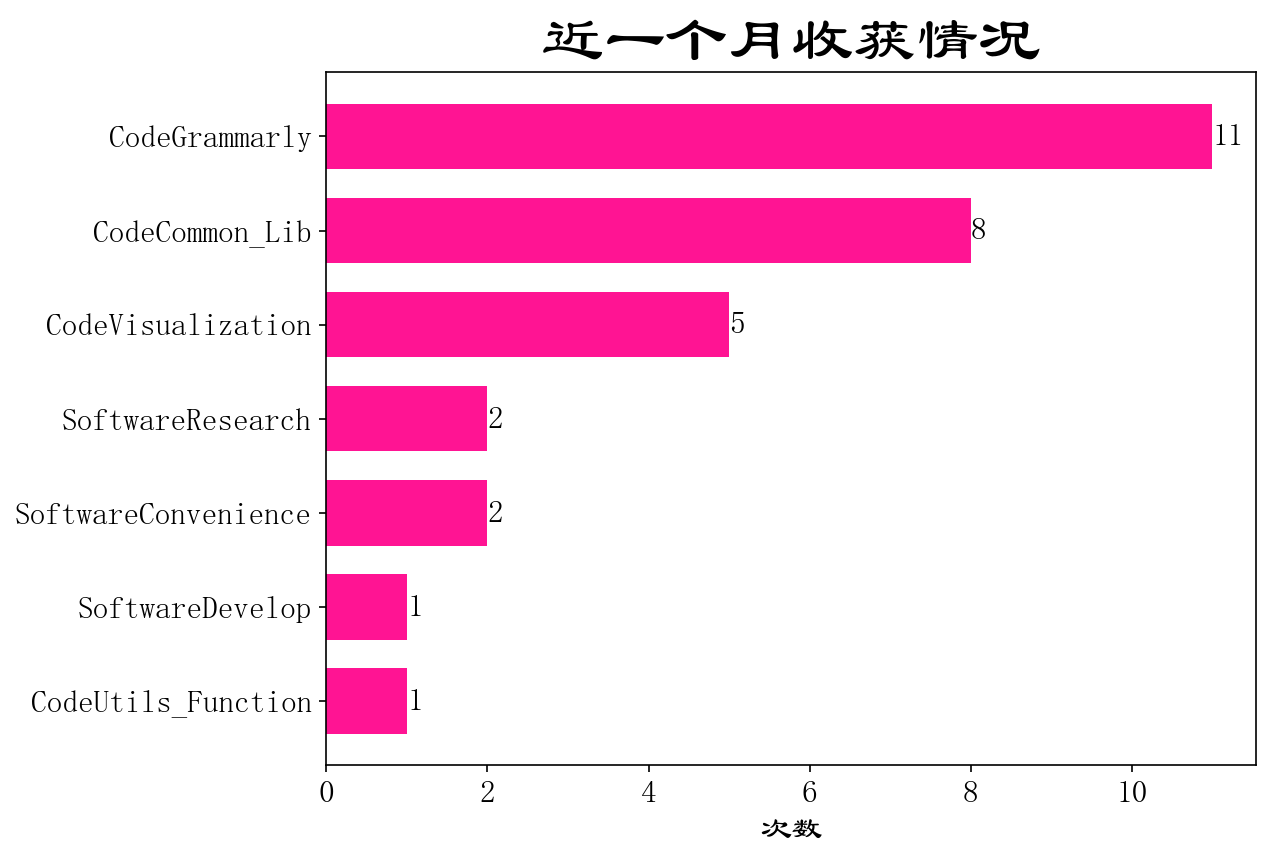 近一个月收获情况
CodeGrammarly 11
CodeCommon_Lib 8
CodeVisualization 5
SoftwareResearch 2
SoftwareConvenience 2
SoftwareDevelop 1
CodeUtils_Function 1
0 2 4 6 8 10
次数